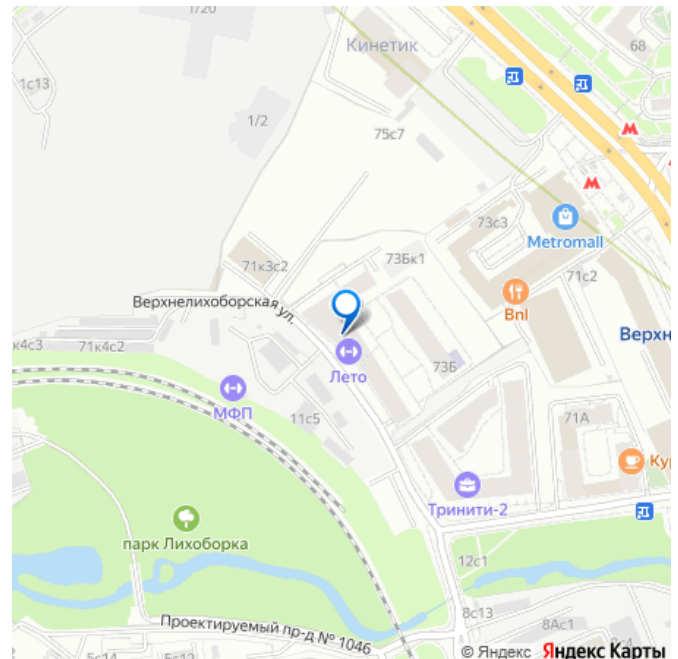 1/20
68
Кинетик
1с13
1/2
75с7
73с3
Metromall
73Бк1
71к3с2
71с2
Bnl
Верхнелихоборская ул.
Верхн
к4с3
71к4с2
Лето
73Б
МФП
11с5
71А
Ку
Тринити-2
парк Лихоборка
12с1
8с13
Проектируемый пр-д № 1046
8Ас1
5с14
5с12
© Яндекс Яндекс Карты